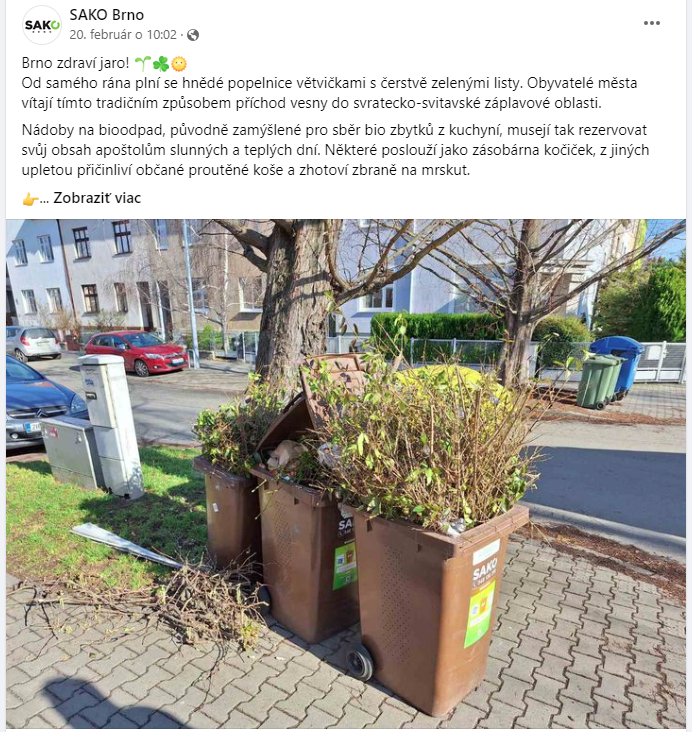 SAKO Brno
SAKO
BRNO
20. február o 10:02 ·
Brno zdraví jaro! 🌱☘️🌞
Od samého rána plní se hnědé popelnice větvičkami s čerstvě zelenými listy. Obyvatelé města
vítají tímto tradičním způsobem příchod vesny do svratecko-svitavské záplavové oblasti.
Nádoby na bioodpad, původně zamýšlené pro sběr bio zbytků z kuchyní, musejí tak rezervovat
svůj obsah apoštolům slunných a teplých dní. Některé poslouží jako zásobárna kočiček, z jiných
upletou přičinliví občané proutěné koše a zhotoví zbraně na mrskut.
👉... Zobraziť viac
SAKO
SAKO